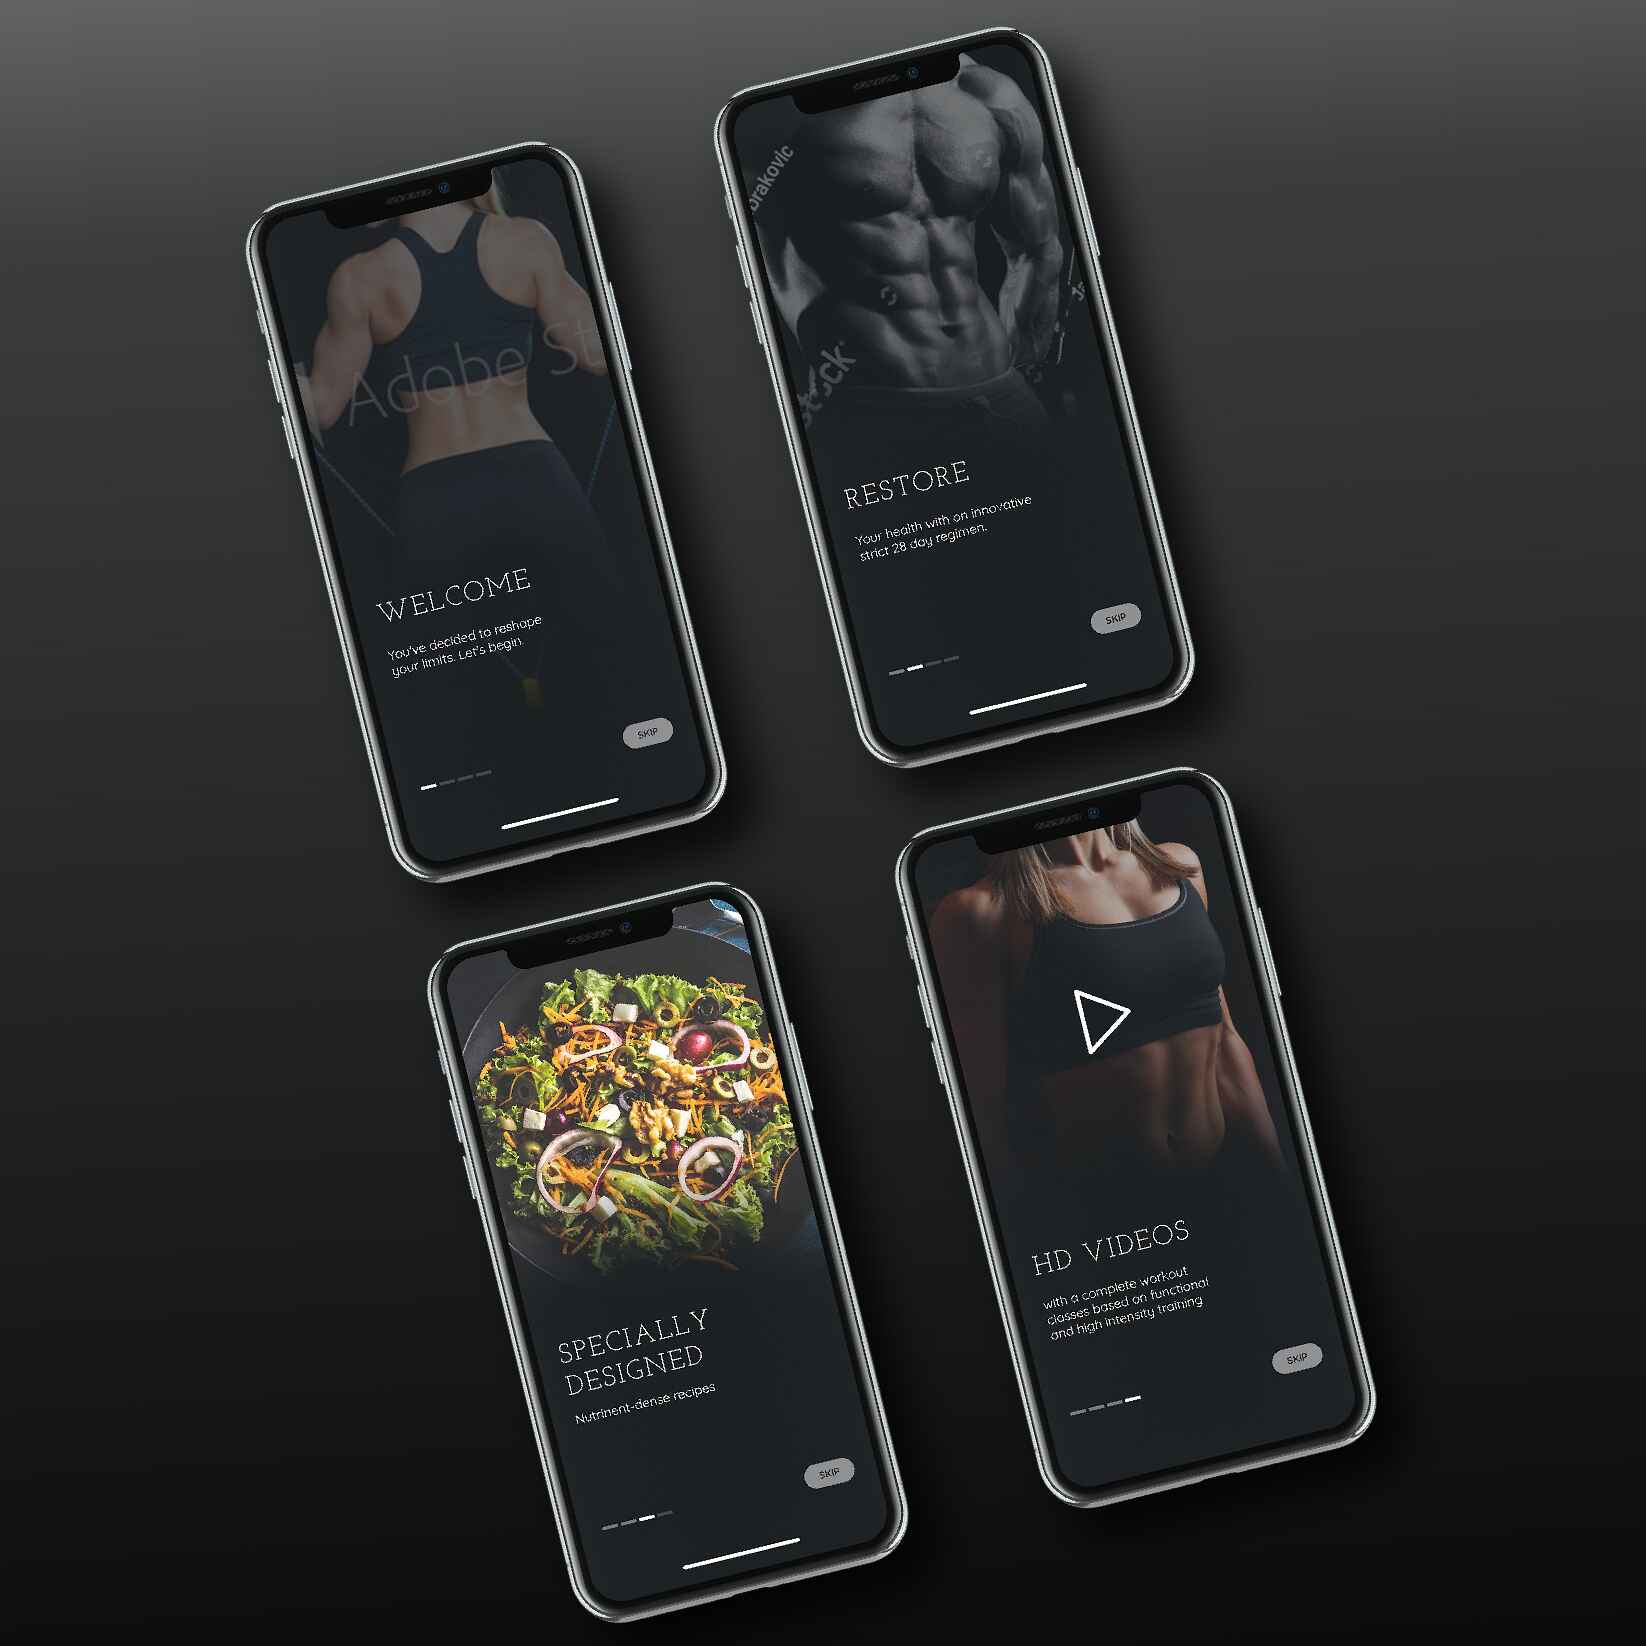 WELCOME
You've decided to reshape
your limits. Let's begin.
SKIP
Adobe St
brakovic
stock
RESTORE
Your health with an innovative
strict 28 day regimen.
SKIP
SPECIALLY
DESIGNED
Nutrinent-dense recipes
SKIP
HD VIDEOS
with a complete workout
classes based on functional
and high intensity training
SKIP